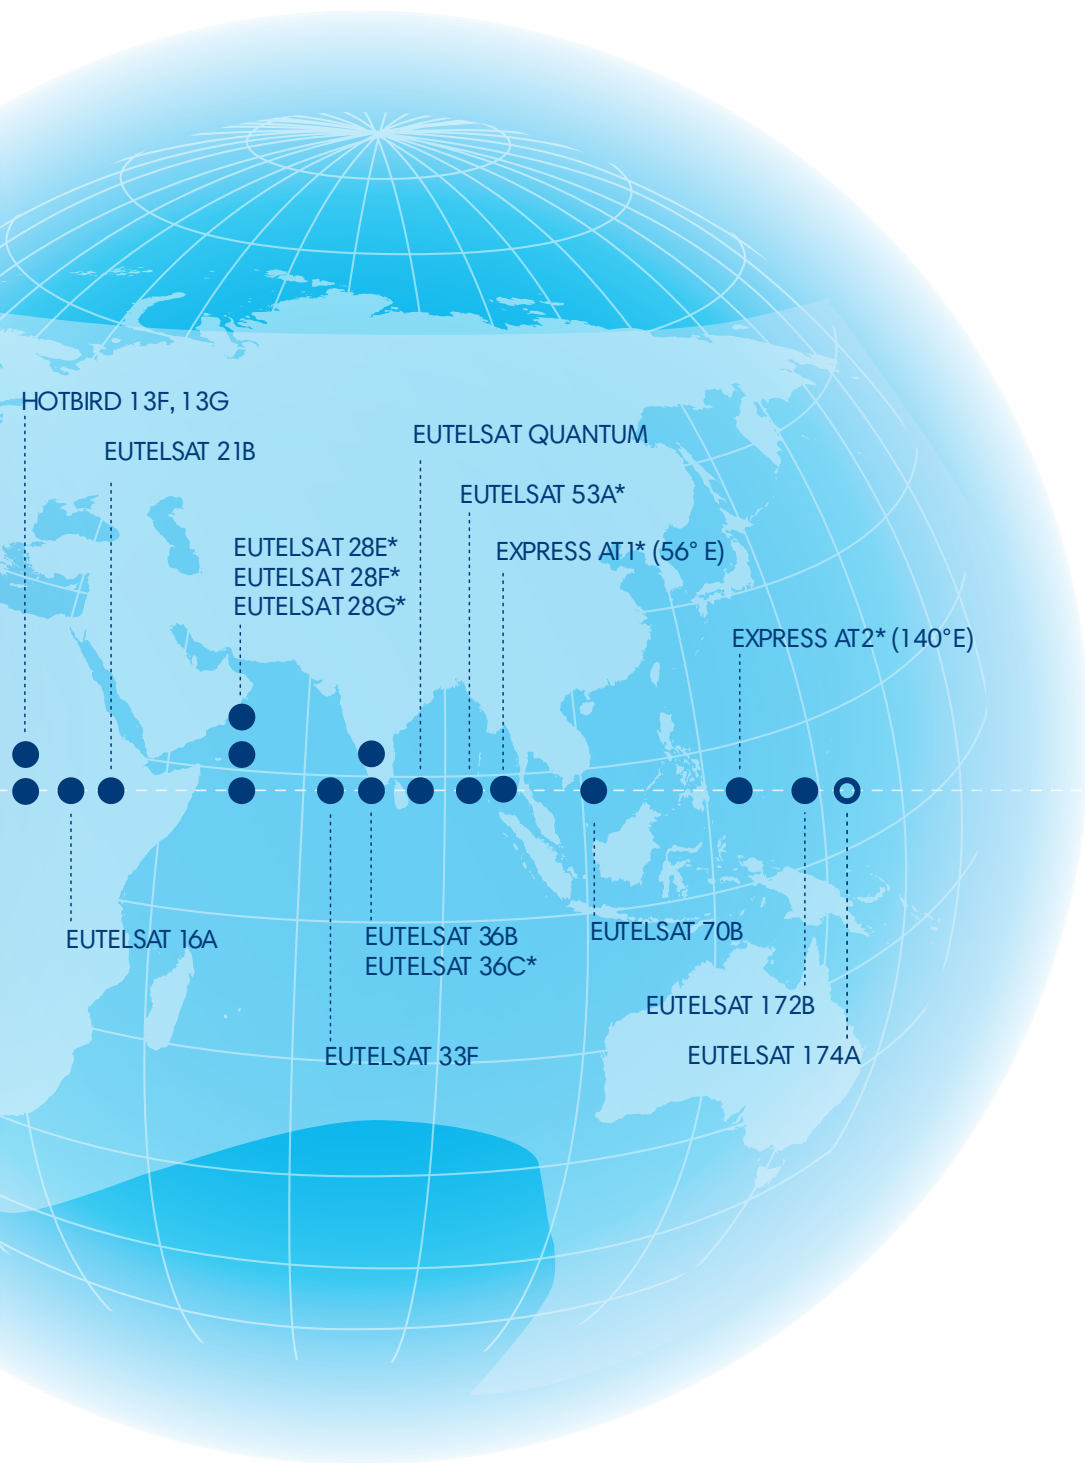 HOTBIRD 13F, 13G
EUTELSAT QUANTUM
EUTELSAT 21B
EUTELSAT 53A*
EUTELSAT 28E*
EUTELSAT 28F*
EUTELSAT 28G*
EXPRESS AT1* (56° E)
EXPRESS AT2* (140°E)
EUTELSAT 16A
EUTELSAT 36B
EUTELSAT 36C*
EUTELSAT 70B
EUTELSAT 172B
EUTELSAT 33F
EUTELSAT 174A